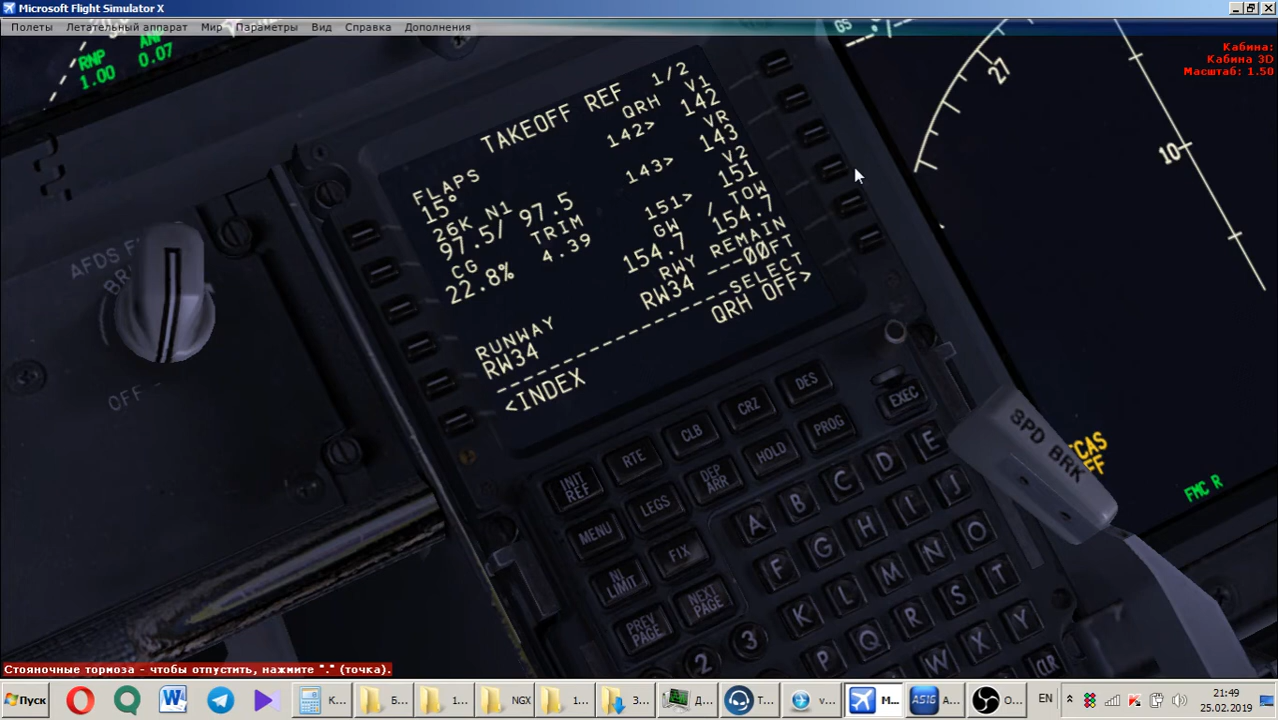 Microsoft Flight Simulator X
Полеты Летательный аппарат Мир Параметры Вид Справка Дополнения
Кабина:
Кабина 3D
Масштаб: 1.50
RNP
1.00
0.07
GS
27
10
TAKEOFF REF 1/2
FLAPS QRH V1
15° 142> 142
26K N1 VR
97.5/ 97.5 143> 143
CG TRIM V2
22.8% 4.39 151> 151
GW / TOW
154.7 154.7
RWY REMAIN
RW34 ---00FT
RUNWAY SELECT
RW34 QRH OFF>
<INDEX
OFF
INIT REF
RTE
CLB
CRZ
DES
EXEC
MENU
LEGS
DEP ARR
HOLD
PROG
N1 LIMIT
FIX
PREV PAGE
NEXT PAGE
A B C D E
F G H I J
K L M N O
P Q R S T
W X Y
2 3
CLR
SPD BRK
FMC R
Стояночные тормоза - чтобы отпустить, нажмите "." (точка).
Пуск
К...
Б...
1...
NGX
1...
З...
Д...
T...
v...
M...
ASIG
A...
O...
EN
21:49
25.02.2019